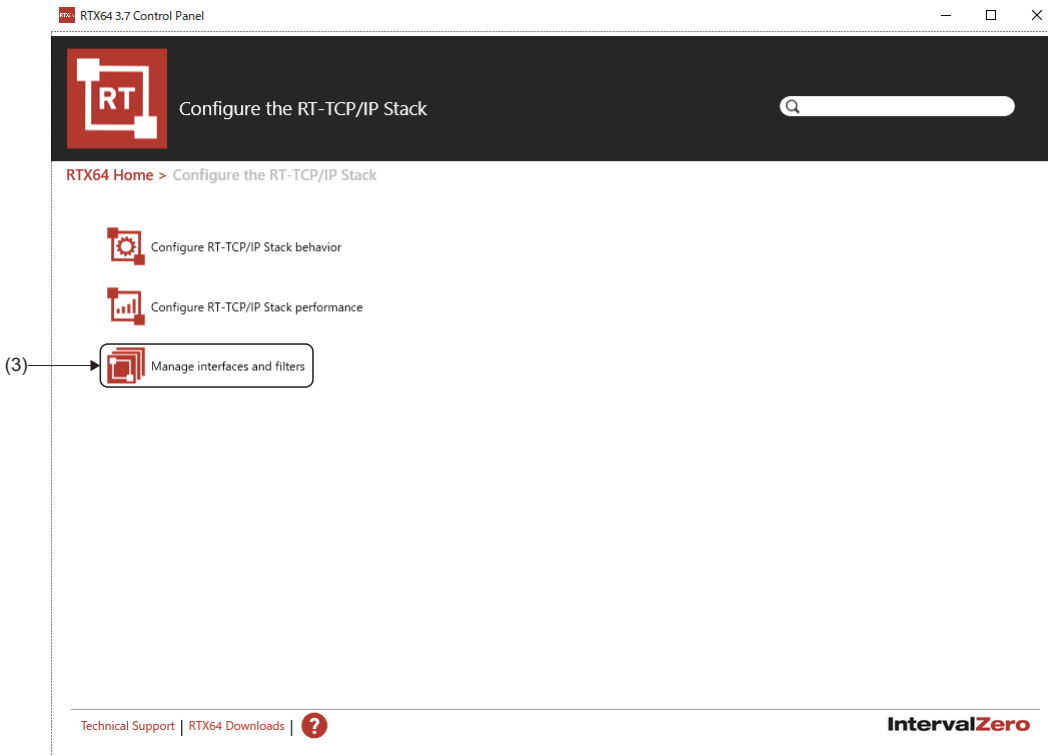 RTX64 3.7 Control Panel
RT
Configure the RT-TCP/IP Stack
RTX64 Home > Configure the RT-TCP/IP Stack
Configure RT-TCP/IP Stack behavior
Configure RT-TCP/IP Stack performance
(3)
Manage interfaces and filters
Technical Support | RTX64 Downloads | ?
IntervalZero